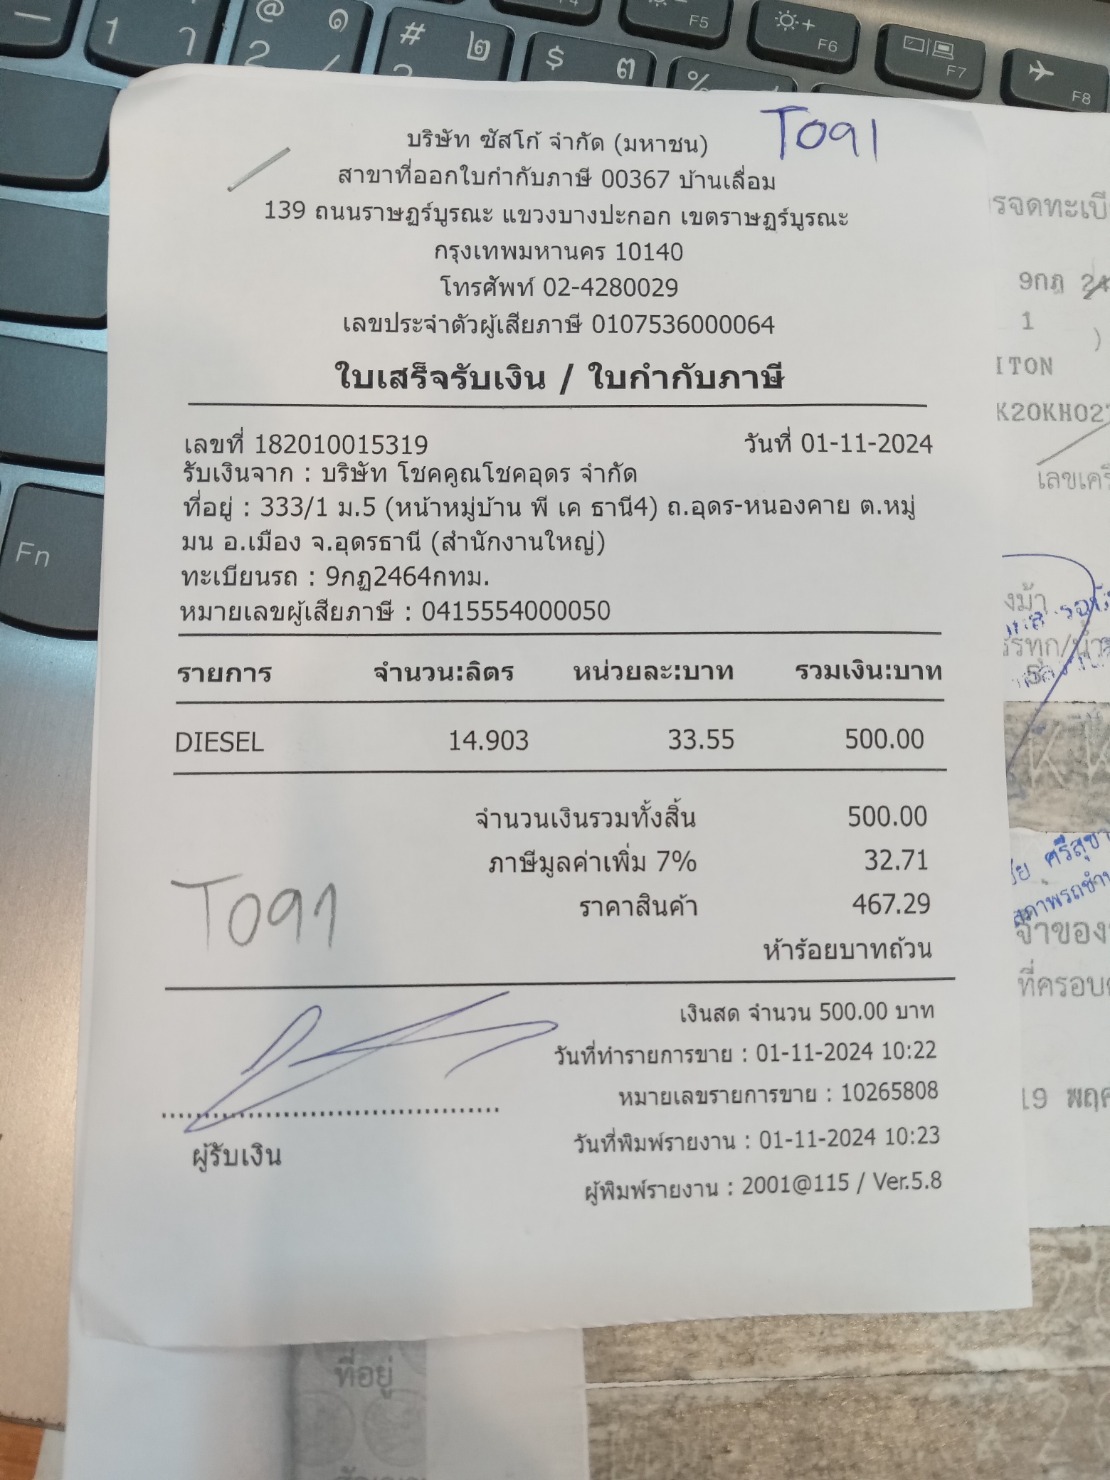 T091
บริษัท ซัสโก้ จำกัด (มหาชน)
สาขาที่ออกใบกำกับภาษี 00367 บ้านเลื่อม
139 ถนนราษฏร์บูรณะ แขวงบางปะกอก เขตราษฏร์บูรณะ
กรุงเทพมหานคร 10140
โทรศัพท์ 02-4280029
เลขประจำตัวผู้เสียภาษี 0107536000064
ใบเสร็จรับเงิน / ใบกำกับภาษี
เลขที่ 182010015319 วันที่ 01-11-2024
รับเงินจาก : บริษัท โชคคูณโชคอุดร จำกัด
ที่อยู่ : 333/1 ม.5 (หน้าหมู่บ้าน พี เค ธานี4) ถ.อุดร-หนองคาย ต.หมู่
มน อ.เมือง จ.อุดรธานี (สำนักงานใหญ่)
ทะเบียนรถ : 9กฏ2464กทม.
หมายเลขผู้เสียภาษี : 0415554000050
รายการ จำนวน:ลิตร หน่วยละ:บาท รวมเงิน:บาท
DIESEL 14.903 33.55 500.00
จำนวนเงินรวมทั้งสิ้น 500.00
ภาษีมูลค่าเพิ่ม 7% 32.71
ราคาสินค้า 467.29
T091
ห้าร้อยบาทถ้วน
เงินสด จำนวน 500.00 บาท
วันที่ทำรายการขาย : 01-11-2024 10:22
หมายเลขรายการขาย : 10265808
วันที่พิมพ์รายงาน : 01-11-2024 10:23
ผู้พิมพ์รายงาน : 2001@115 / Ver.5.8
ผู้รับเงิน
ที่อยู่
9กฎ
1
ITON
K20KH02
19
Fn
F5
F6
F7
F8